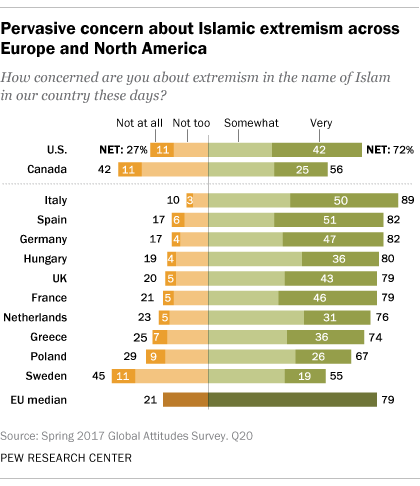 Pervasive concern about Islamic extremism across
Europe and North America
How concerned are you about extremism in the name of Islam
in our country these days?
Not at all Not too Somewhat Very
U.S. NET: 27% 11 42 NET: 72%
Canada 42 11 25 56
Italy 10 3 50 89
Spain 17 6 51 82
Germany 17 4 47 82
Hungary 19 4 36 80
UK 20 5 43 79
France 21 5 46 79
Netherlands 23 5 31 76
Greece 25 7 36 74
Poland 29 9 26 67
Sweden 45 11 19 55
EU median 21 79
Source: Spring 2017 Global Attitudes Survey. Q20
PEW RESEARCH CENTER